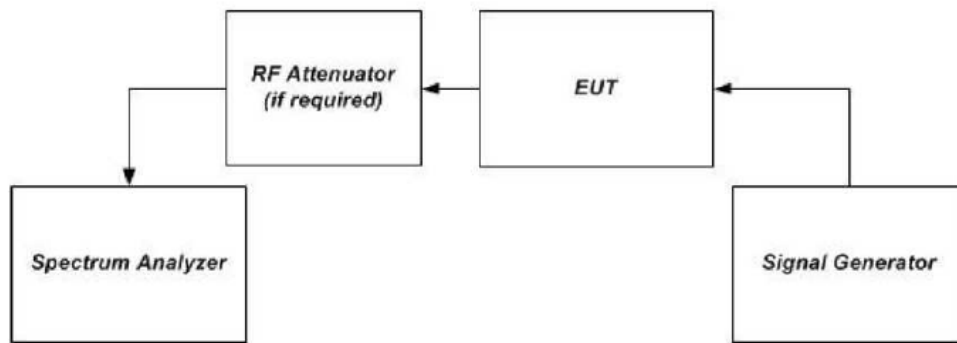 RF Attenuator
(if required)
EUT
Spectrum Analyzer
Signal Generator